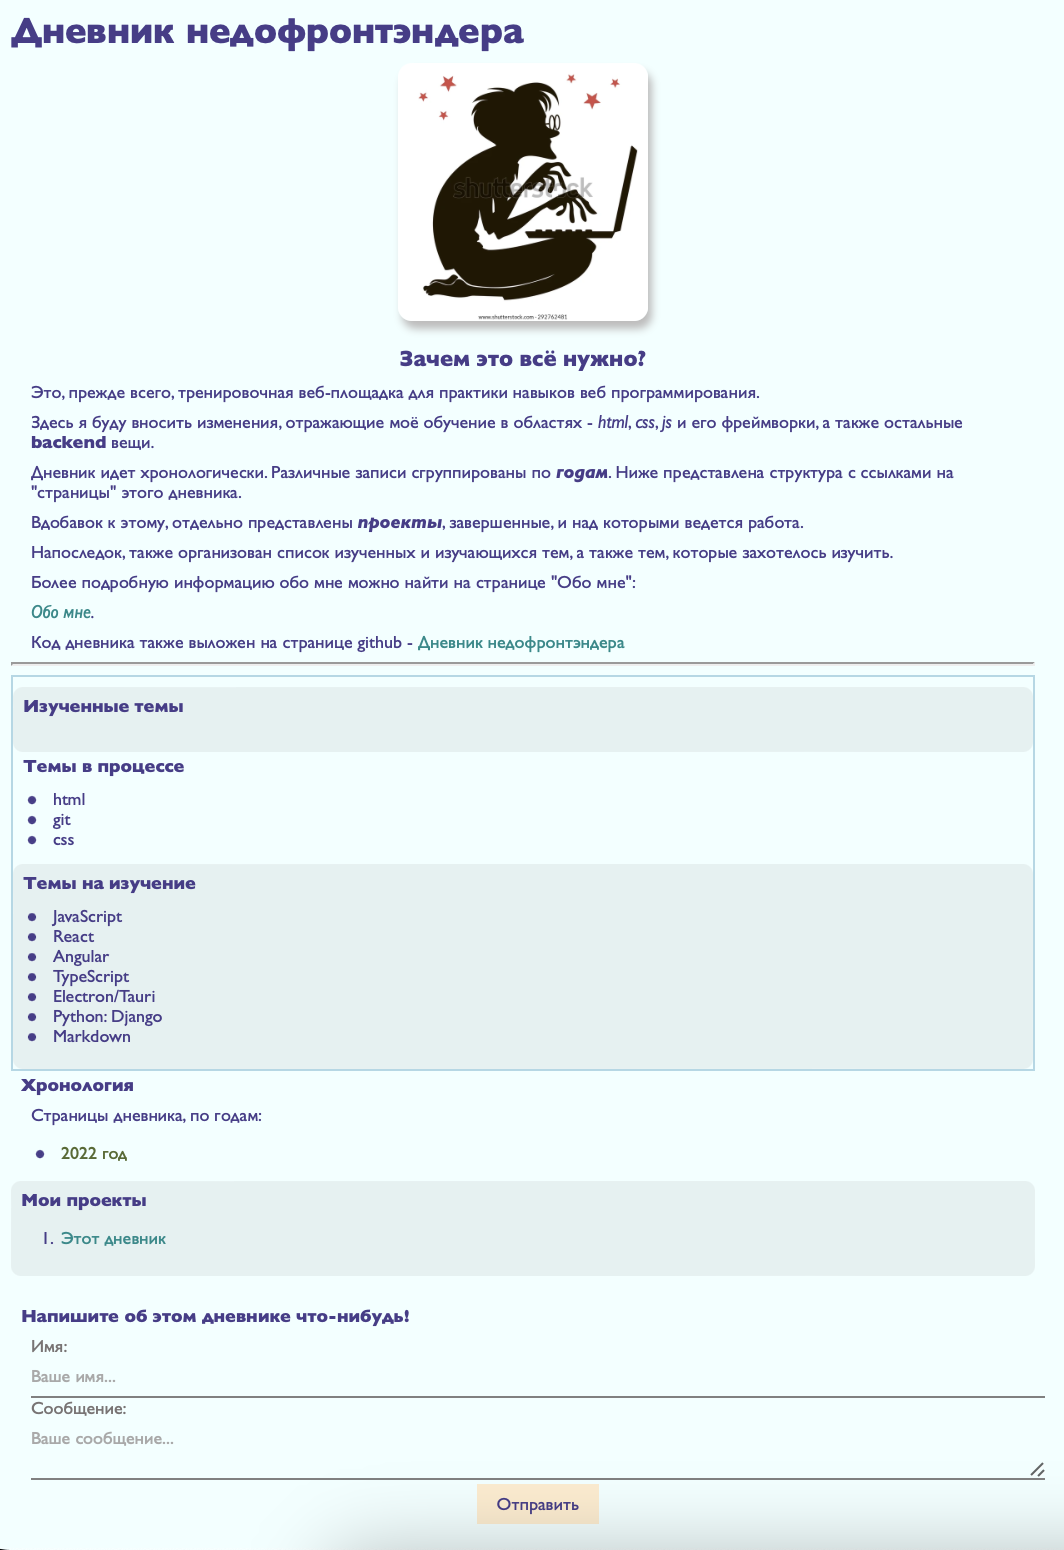 Дневник недофронтэндера
shutterstock
www.shutterstock.com · 292762481
Зачем это всё нужно?
Это, прежде всего, тренировочная веб-площадка для практики навыков веб программирования.
Здесь я буду вносить изменения, отражающие моё обучение в областях - html, css, js и его фреймворки, а также остальные
backend вещи.
Дневник идет хронологически. Различные записи сгруппированы по годам. Ниже представлена структура с ссылками на
"страницы" этого дневника.
Вдобавок к этому, отдельно представлены проекты, завершенные, и над которыми ведется работа.
Напоследок, также организован список изученных и изучающихся тем, а также тем, которые захотелось изучить.
Более подробную информацию обо мне можно найти на странице "Обо мне":
Обо мне.
Код дневника также выложен на странице github - Дневник недофронтэндера
Изученные темы
Темы в процессе
● html
● git
● css
Темы на изучение
● JavaScript
● React
● Angular
● TypeScript
● Electron/Tauri
● Python: Django
● Markdown
Хронология
Страницы дневника, по годам:
● 2022 год
Мои проекты
1. Этот дневник
Напишите об этом дневнике что-нибудь!
Имя:
Ваше имя...
Сообщение:
Ваше сообщение...
Отправить